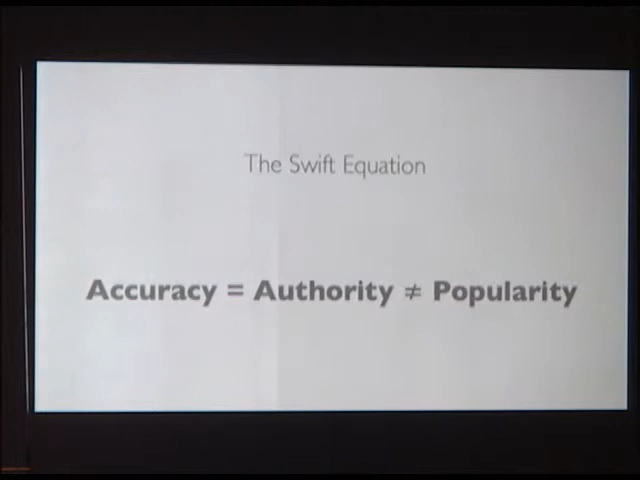 The Swift Equation
Accuracy = Authority ≠ Popularity